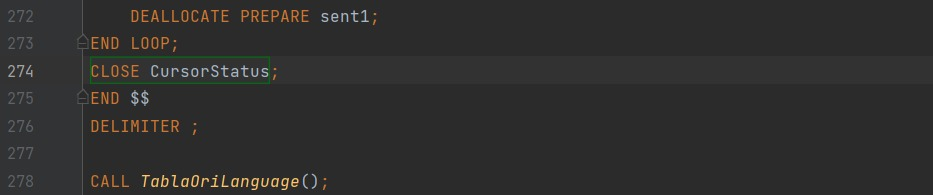 272 DEALLOCATE PREPARE sent1;
273 END LOOP;
274 CLOSE CursorStatus;
275 END $$
276 DELIMITER ;
277
278 CALL TablaOriLanguage();